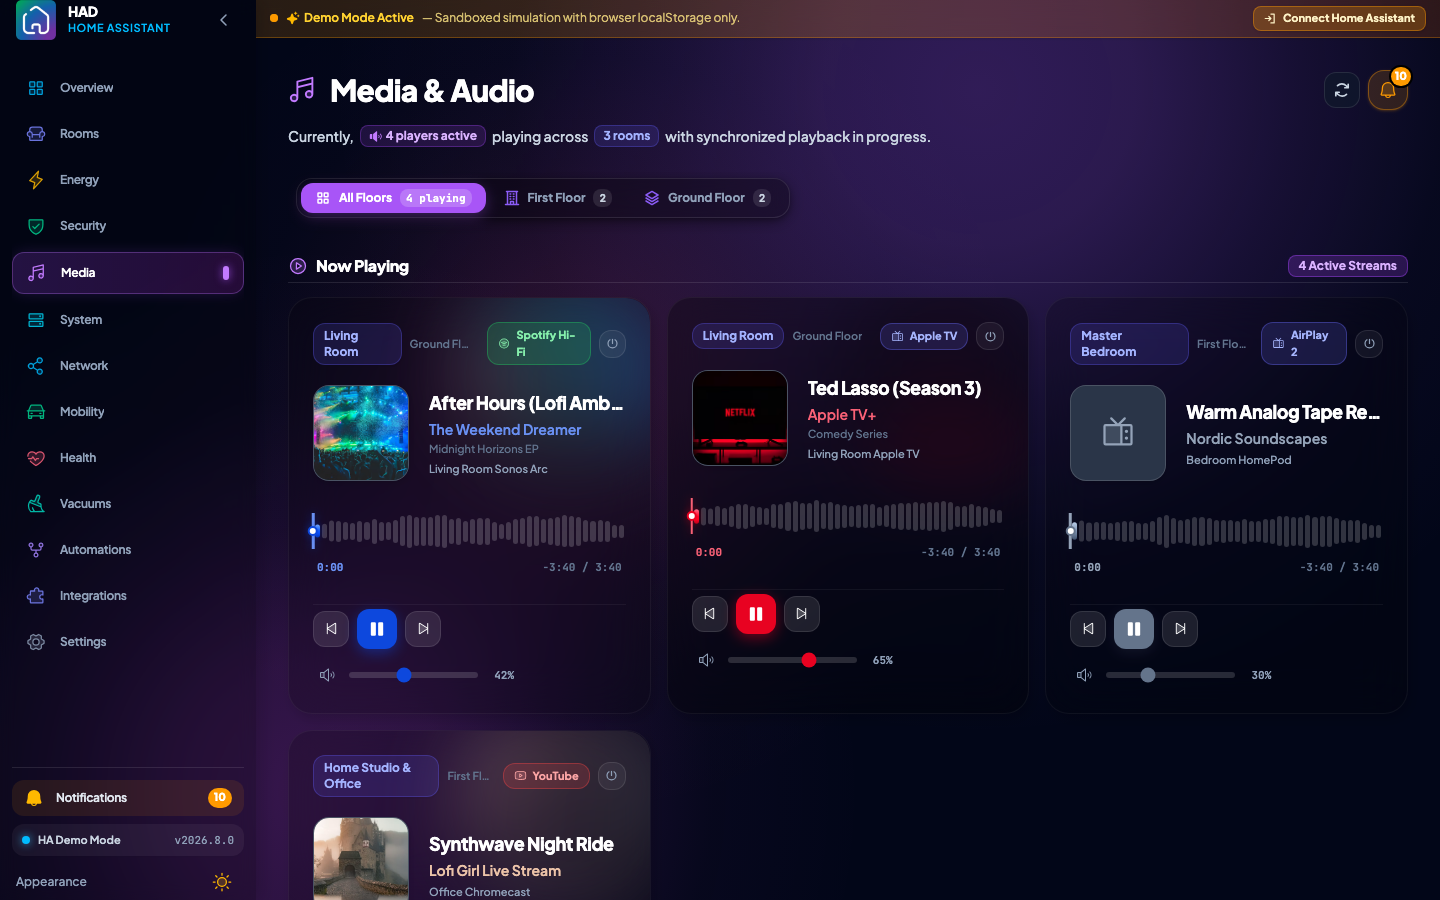 HAD
HOME ASSISTANT
Overview
Rooms
Energy
Security
Media
System
Network
Mobility
Health
Vacuums
Automations
Integrations
Settings
Notifications 10
HA Demo Mode v2026.8.0
Appearance
Demo Mode Active — Sandboxed simulation with browser localStorage only.
Connect Home Assistant
Media & Audio
10
Currently, 4 players active playing across 3 rooms with synchronized playback in progress.
All Floors 4 playing First Floor 2 Ground Floor 2
Now Playing
4 Active Streams
Living Room
Ground Fl...
Spotify Hi-Fi
After Hours (Lofi Amb...
The Weekend Dreamer
Midnight Horizons EP
Living Room Sonos Arc
0:00 -3:40 / 3:40
42%
Living Room Ground Floor Apple TV
NETFLIX
Ted Lasso (Season 3)
Apple TV+
Comedy Series
Living Room Apple TV
0:00 -3:40 / 3:40
65%
Master Bedroom
First Flo...
AirPlay 2
Warm Analog Tape Re...
Nordic Soundscapes
Bedroom HomePod
0:00 -3:40 / 3:40
30%
Home Studio & Office
First Fl...
YouTube
Synthwave Night Ride
Lofi Girl Live Stream
Office Chromecast